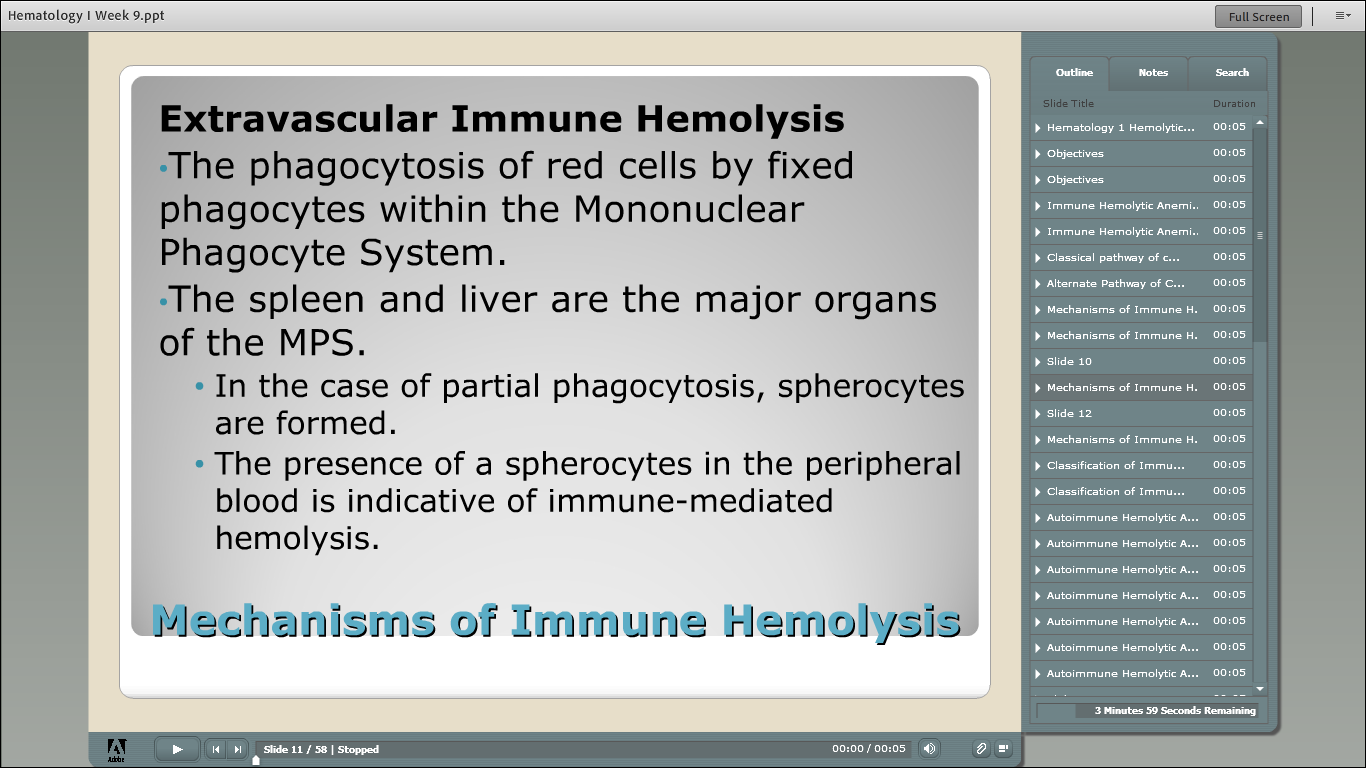 Hematology I Week 9.ppt
Full Screen
Extravascular Immune Hemolysis
•The phagocytosis of red cells by fixed
phagocytes within the Mononuclear
Phagocyte System.
•The spleen and liver are the major organs
of the MPS.
• In the case of partial phagocytosis, spherocytes
are formed.
• The presence of a spherocytes in the peripheral
blood is indicative of immune-mediated
hemolysis.
Mechanisms of Immune Hemolysis
Outline Notes Search
Slide Title Duration
Hematology 1 Hemolytic... 00:05
Objectives 00:05
Objectives 00:05
Immune Hemolytic Anemi.. 00:05
Immune Hemolytic Anemi.. 00:05
Classical pathway of c... 00:05
Alternate Pathway of C... 00:05
Mechanisms of Immune H. 00:05
Mechanisms of Immune H. 00:05
Slide 10 00:05
Mechanisms of Immune H. 00:05
Slide 12 00:05
Mechanisms of Immune H. 00:05
Classification of Immu... 00:05
Classification of Immu... 00:05
Autoimmune Hemolytic A... 00:05
Autoimmune Hemolytic A... 00:05
Autoimmune Hemolytic A... 00:05
Autoimmune Hemolytic A... 00:05
Autoimmune Hemolytic A... 00:05
Autoimmune Hemolytic A... 00:05
Autoimmune Hemolytic A... 00:05
3 Minutes 59 Seconds Remaining
Adobe
Slide 11 / 58 | Stopped
00:00 / 00:05